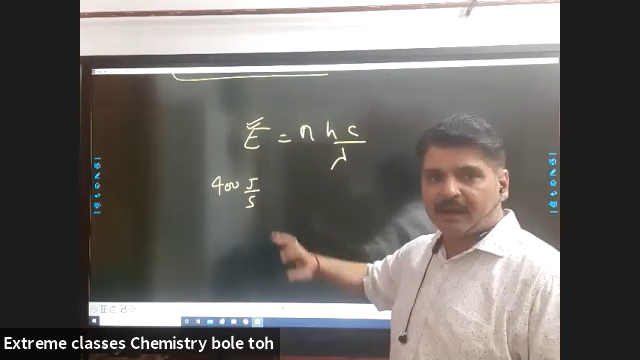 E = n hc/λ
400 J/s
Extreme classes Chemistry bole toh